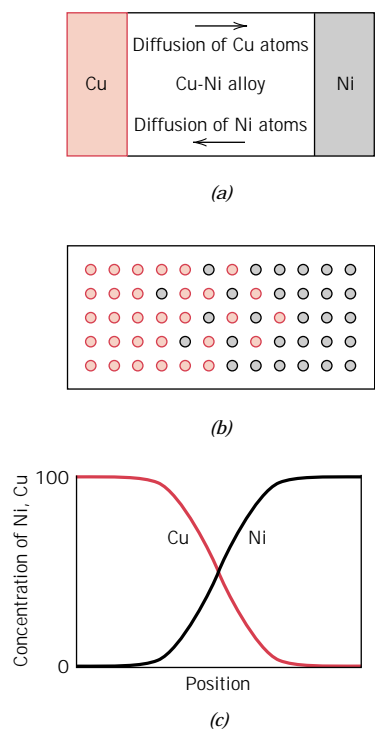 Diffusion of Cu atoms
Cu
Cu-Ni alloy
Ni
Diffusion of Ni atoms
(a)
(b)
100
Concentration of Ni, Cu
Cu
Ni
0
Position
(c)